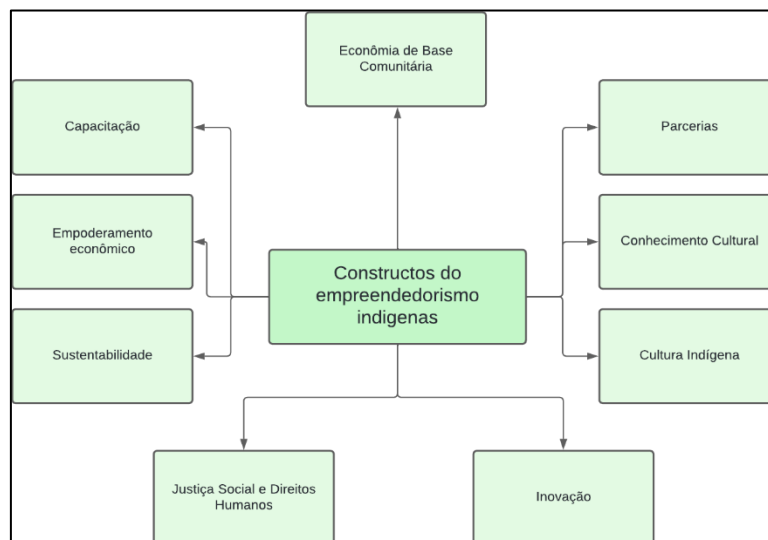 Econômia de Base
Comunitária
Capacitação
Parcerias
Empoderamento
econômico
Conhecimento Cultural
Constructos do
empreendedorismo
indigenas
Sustentabilidade
Cultura Indígena
Justiça Social e Direitos
Humanos
Inovação